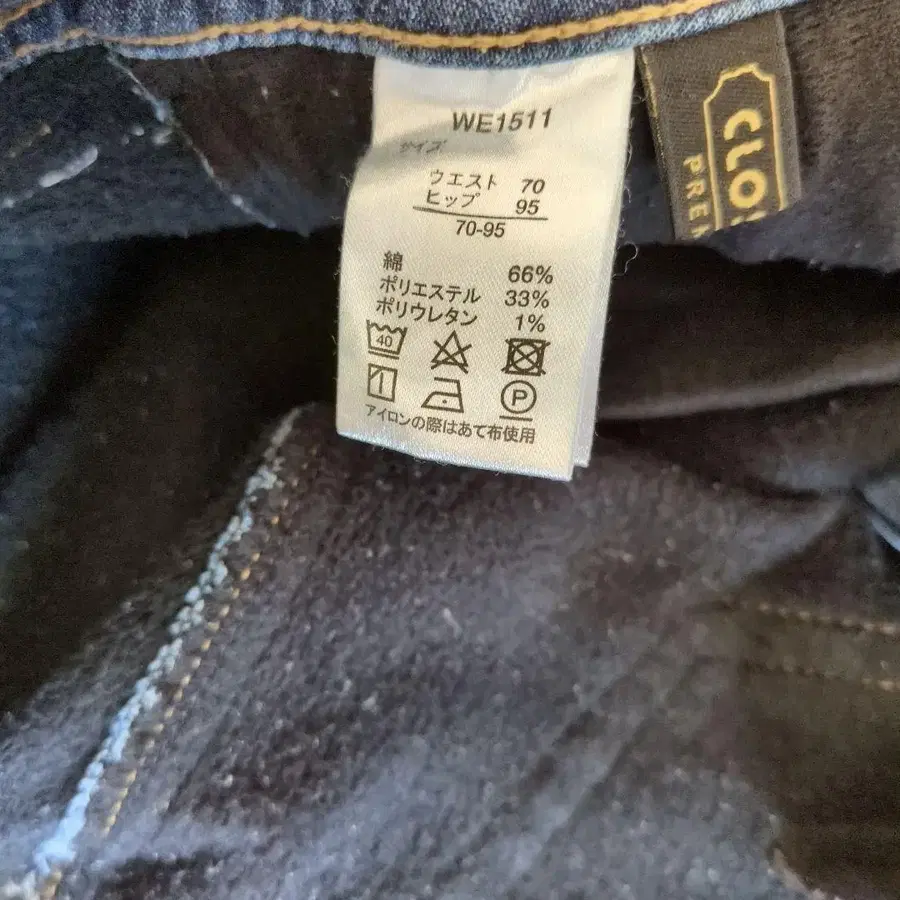 WE1511
サイズ
ウエスト 70
ヒップ 95
70-95
綿 66%
ポリエステル 33%
ポリウレタン 1%
40
P
アイロンの際はあて布使用
CLO
PRE